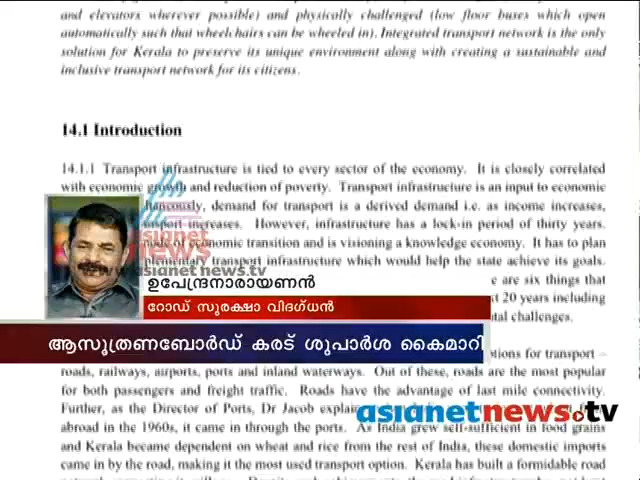 and elevators wherever possible) and physically challenged (low floor buses which open
automatically such that wheelchairs can be wheeled in). Integrated transport network is the only
solution for Kerala to preserve its unique environment along with creating a sustainable and
inclusive transport network for its citizens.
14.1 Introduction
14.1.1 Transport infrastructure is tied to every sector of the economy. It is closely correlated
with economic growth and reduction of poverty. Transport infrastructure is an input to economic
demand for transport is a derived demand i.e. as income increases,
increases. However, infrastructure has a lock-in period of thirty years.
of economic transition and is visioning a knowledge economy. It has to plan
transport infrastructure which would help the state achieve its goals.
asianet
news
www.asianetnews.tv
e are six things that
ഉപേന്ദ്രനാരായണൻ
20 years including
റോഡ് സുരക്ഷാ വിദഗ്ധൻ
challenges.
ആസൂത്രണബോർഡ് കരട് ശുപാർശ കൈമാറി
options for transport –
roads, railways, airports, ports and inland waterways. Out of these, roads are the most popular
for both passengers and freight traffic. Roads have the advantage of last mile connectivity.
Further, as the Director of Ports, Dr Jacob
asianetnews.tv
abroad in the 1960s, it came in through the ports. As India grew self-sufficient in food grains
and Kerala became dependent on wheat and rice from the rest of India, these domestic imports
came in by the road, making it the most used transport option. Kerala has built a formidable road